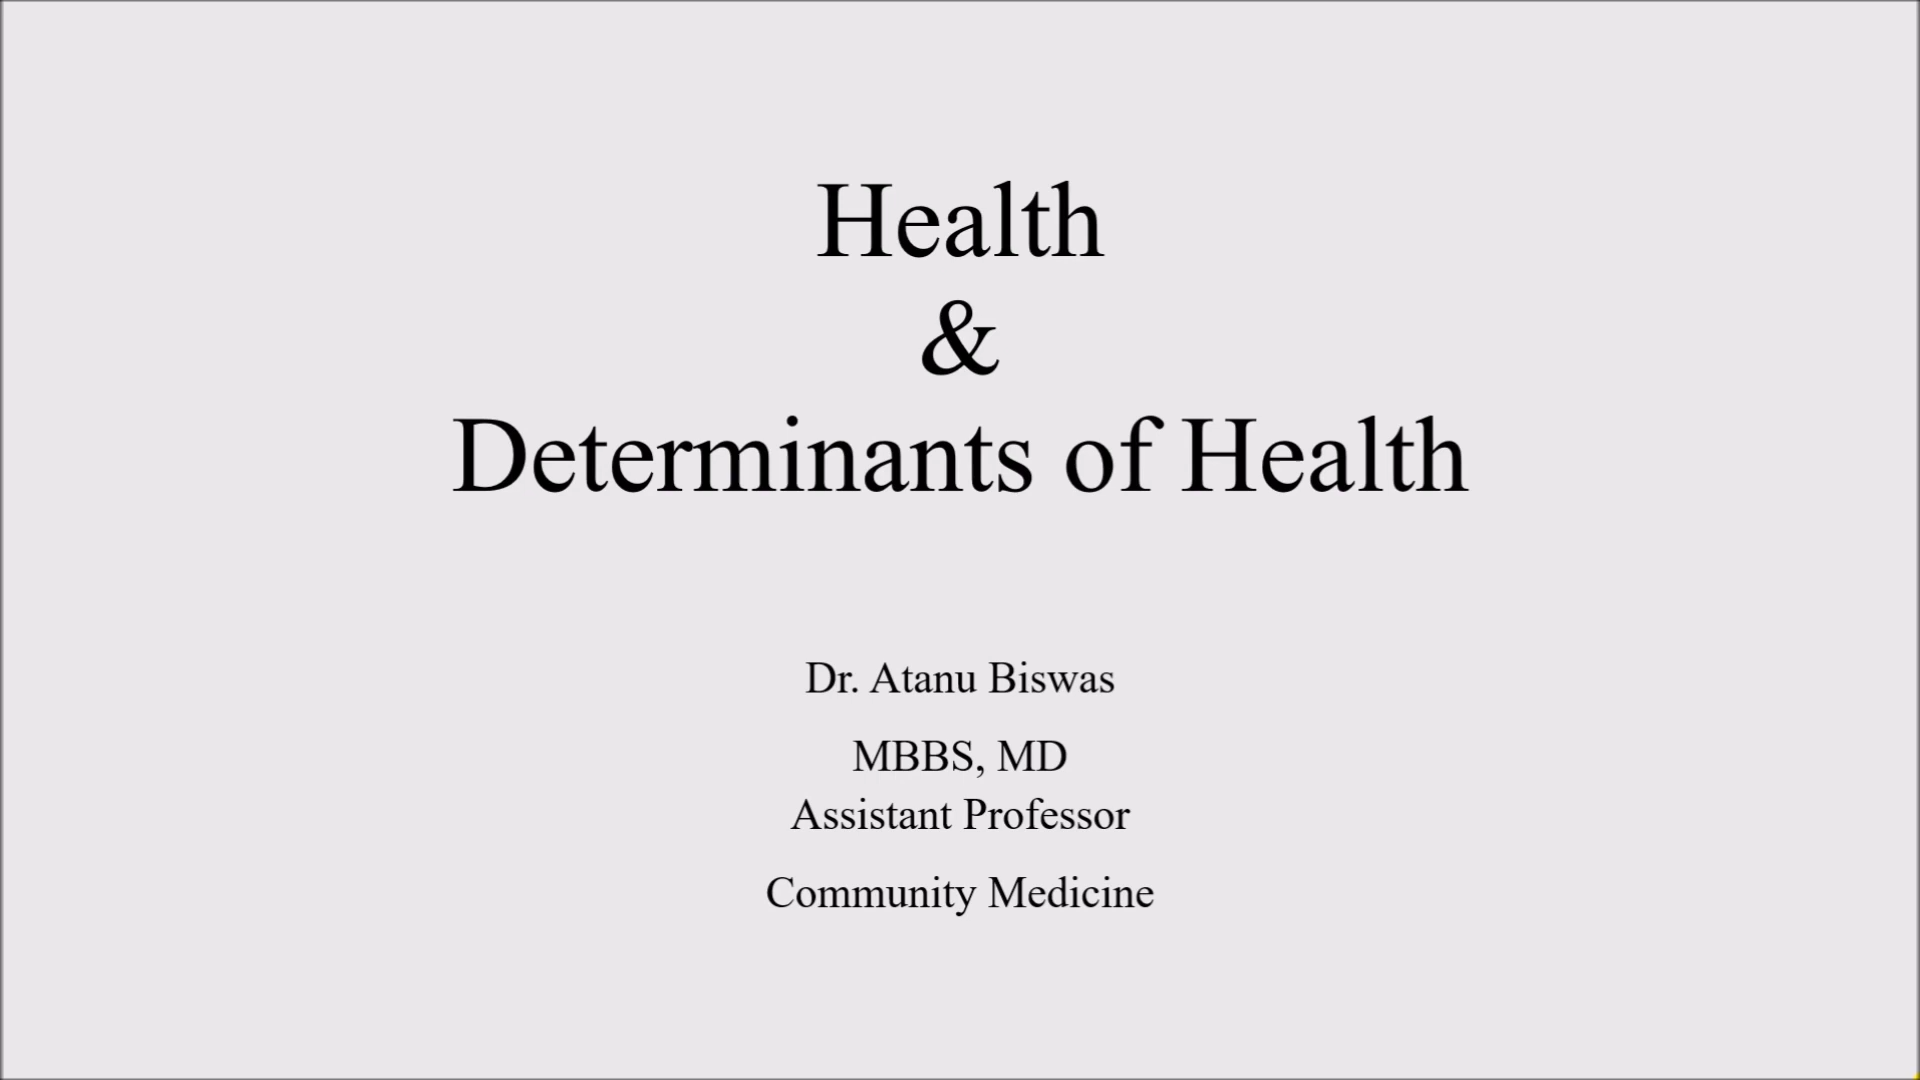 Health
&
Determinants of Health
Dr. Atanu Biswas
MBBS, MD
Assistant Professor
Community Medicine